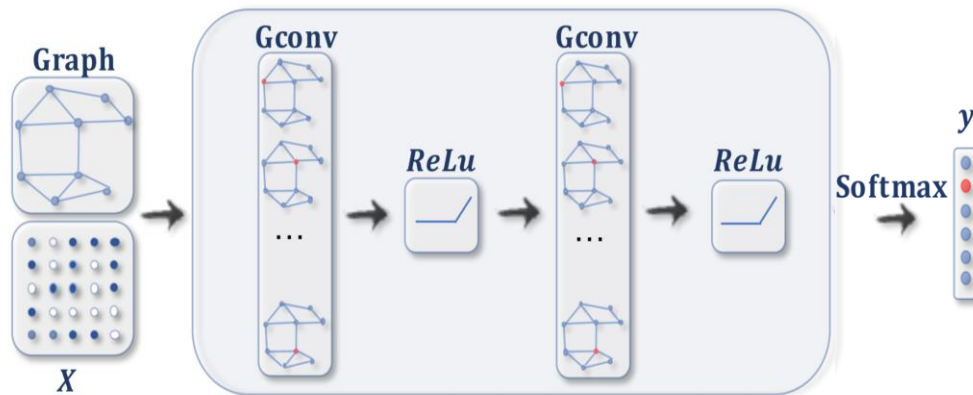 Graph
X
Gconv
...
ReLu
Gconv
...
ReLu
Softmax
y